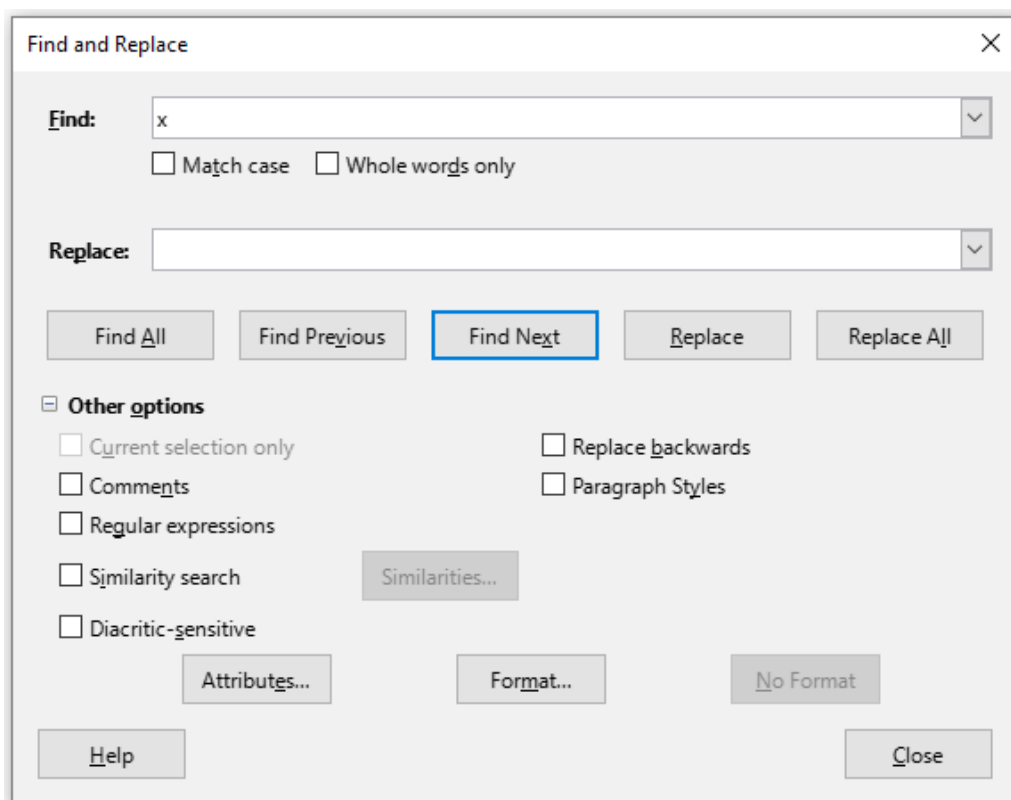 Find and Replace
Find:
x
Match case Whole words only
Replace:
Find All Find Previous Find Next Replace Replace All
Other options
Current selection only Replace backwards
Comments Paragraph Styles
Regular expressions
Similarity search Similarities...
Diacritic-sensitive
Attributes... Format... No Format
Help Close